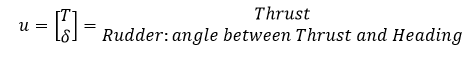 u = [T δ] = Thrust
Rudder: angle between Thrust and Heading